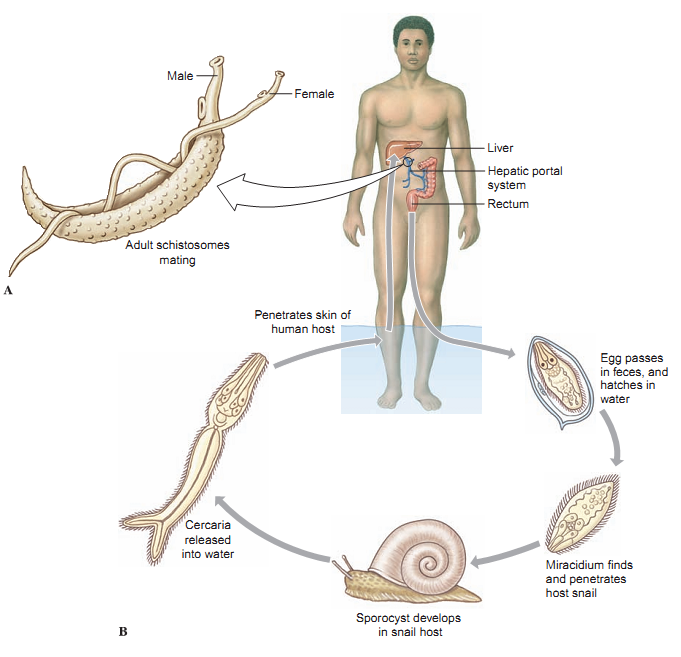 Male
Female
Liver
Hepatic portal
system
Rectum
Adult schistosomes
mating
A
Penetrates skin of
human host
Egg passes
in feces, and
hatches in
water
Cercaria
released
into water
Miracidium finds
and penetrates
host snail
Sporocyst develops
in snail host
B